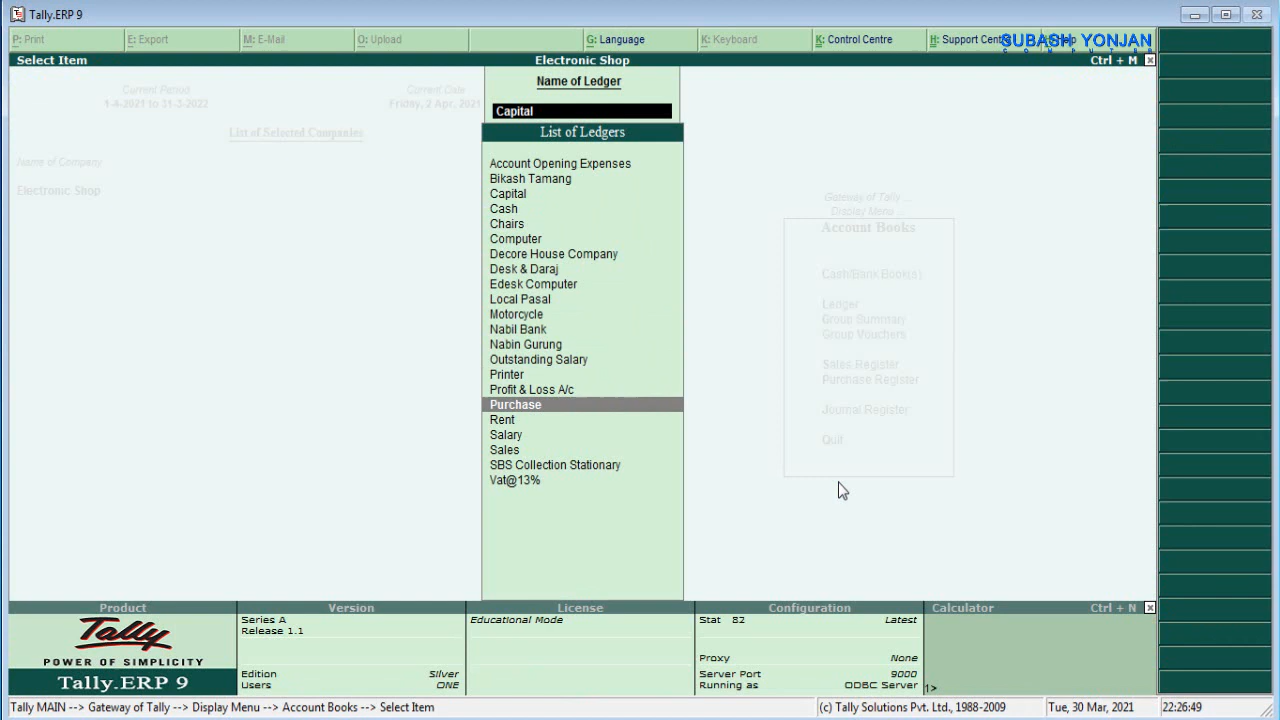 Tally.ERP 9
P: Print
E: Export
M: E-Mail
O: Upload
G: Language
K: Keyboard
K: Control Centre
H: Support Cent
SUBASH YONJAN
Select Item
Electronic Shop
Ctrl + M
Current Period
1-4-2021 to 31-3-2022
Current Date
Friday, 2 Apr, 2021
List of Selected Companies
Name of Company
Electronic Shop
Name of Ledger
Capital
List of Ledgers
Account Opening Expenses
Bikash Tamang
Capital
Cash
Chairs
Computer
Decore House Company
Desk & Daraj
Edesk Computer
Local Pasal
Motorcycle
Nabil Bank
Nabin Gurung
Outstanding Salary
Printer
Profit & Loss A/c
Purchase
Rent
Salary
Sales
SBS Collection Stationary
Vat@13%
Gateway of Tally ...
Display Menu ...
Account Books
Cash/Bank Book(s)
Ledger
Group Summary
Group Vouchers
Sales Register
Purchase Register
Journal Register
Quit
Product
Tally
POWER OF SIMPLICITY
Tally.ERP 9
Version
Series A
Release 1.1
Edition Silver
Users ONE
License
Educational Mode
Configuration
Stat 82 Latest
Proxy None
Server Port 9000
Running as ODBC Server
Calculator
Ctrl + N
1>
Tally MAIN --> Gateway of Tally --> Display Menu --> Account Books --> Select Item
(c) Tally Solutions Pvt. Ltd., 1988-2009
Tue, 30 Mar, 2021
22:26:49